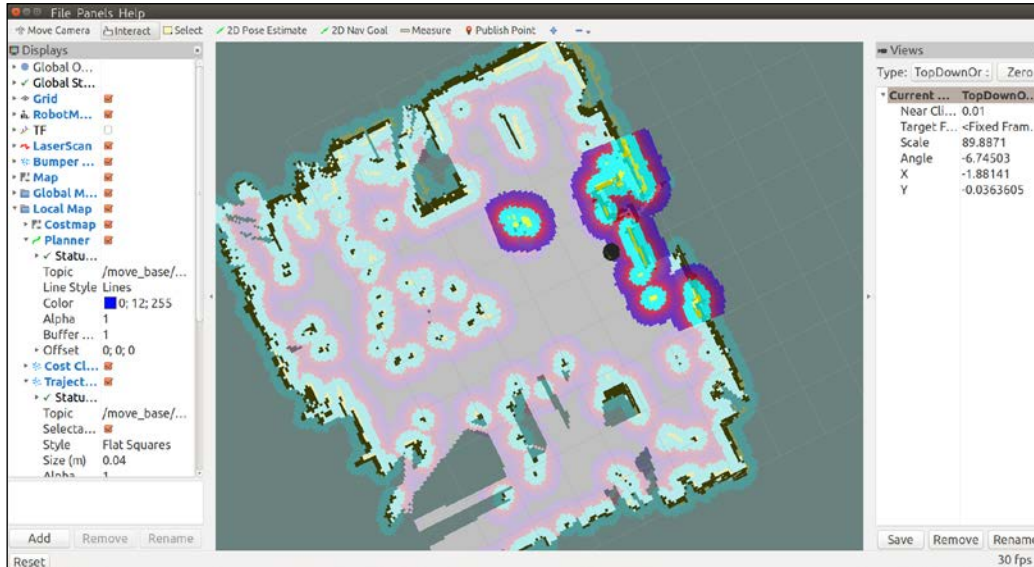 File Panels Help
Move Camera Interact Select 2D Pose Estimate 2D Nav Goal Measure Publish Point
Displays
Global O...
Global St...
Grid
RobotM...
TF
LaserScan
Bumper ...
Map
Global M...
Local Map
Costmap
Planner
Statu...
Topic /move_base/...
Line Style Lines
Color 0; 12; 255
Alpha 1
Buffer ... 1
Offset 0; 0; 0
Cost Cl...
Traject...
Statu...
Topic /move_base/...
Selecta...
Style Flat Squares
Size (m) 0.04
Alpha 1
Add Remove Rename
Reset
Views
Type: TopDownOr Zero
Current ... TopDownO...
Near Cli... 0.01
Target F... <Fixed Fram...
Scale 89.8871
Angle -6.74503
X -1.88141
Y -0.0363605
Save Remove Rename
30 fps